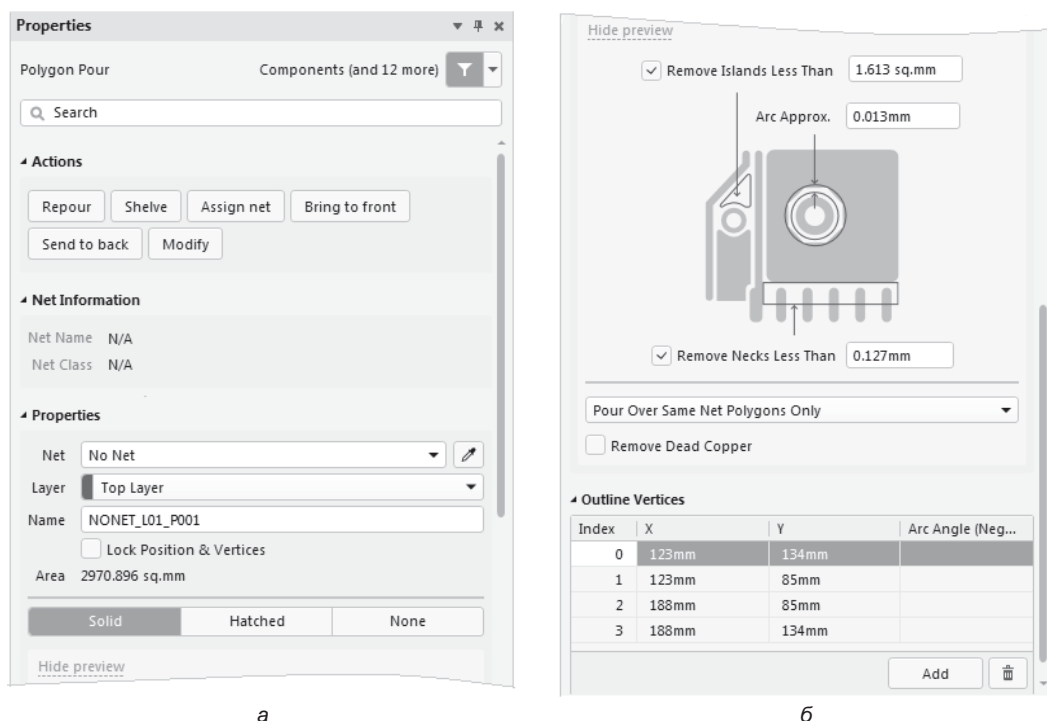 Properties
Polygon Pour Components (and 12 more)
Search
Actions
Repour Shelve Assign net Bring to front
Send to back Modify
Net Information
Net Name N/A
Net Class N/A
Properties
Net No Net
Layer Top Layer
Name NONET_L01_P001
Lock Position & Vertices
Area 2970.896 sq.mm
Solid Hatched None
Hide preview
а
Hide preview
Remove Islands Less Than 1.613 sq.mm
Arc Approx. 0.013mm
Remove Necks Less Than 0.127mm
Pour Over Same Net Polygons Only
Remove Dead Copper
Outline Vertices
Index X Y Arc Angle (Neg...
0 123mm 134mm
1 123mm 85mm
2 188mm 85mm
3 188mm 134mm
Add
б